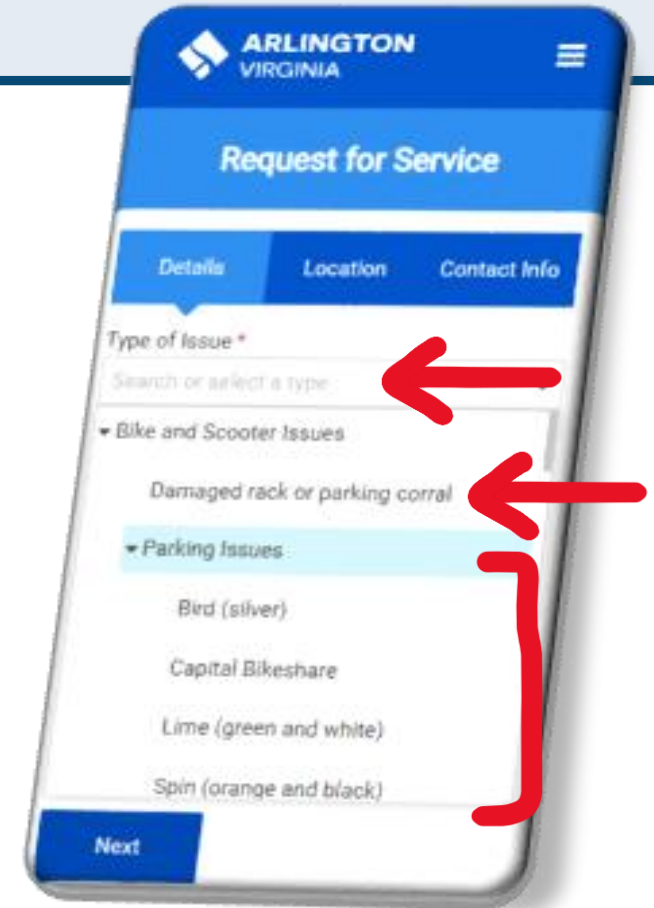 ARLINGTON
VIRGINIA
Request for Service
Details Location Contact Info
Type of Issue *
Search or select a type
Bike and Scooter Issues
Damaged rack or parking corral
Parking Issues
Bird (silver)
Capital Bikeshare
Lime (green and white)
Spin (orange and black)
Next